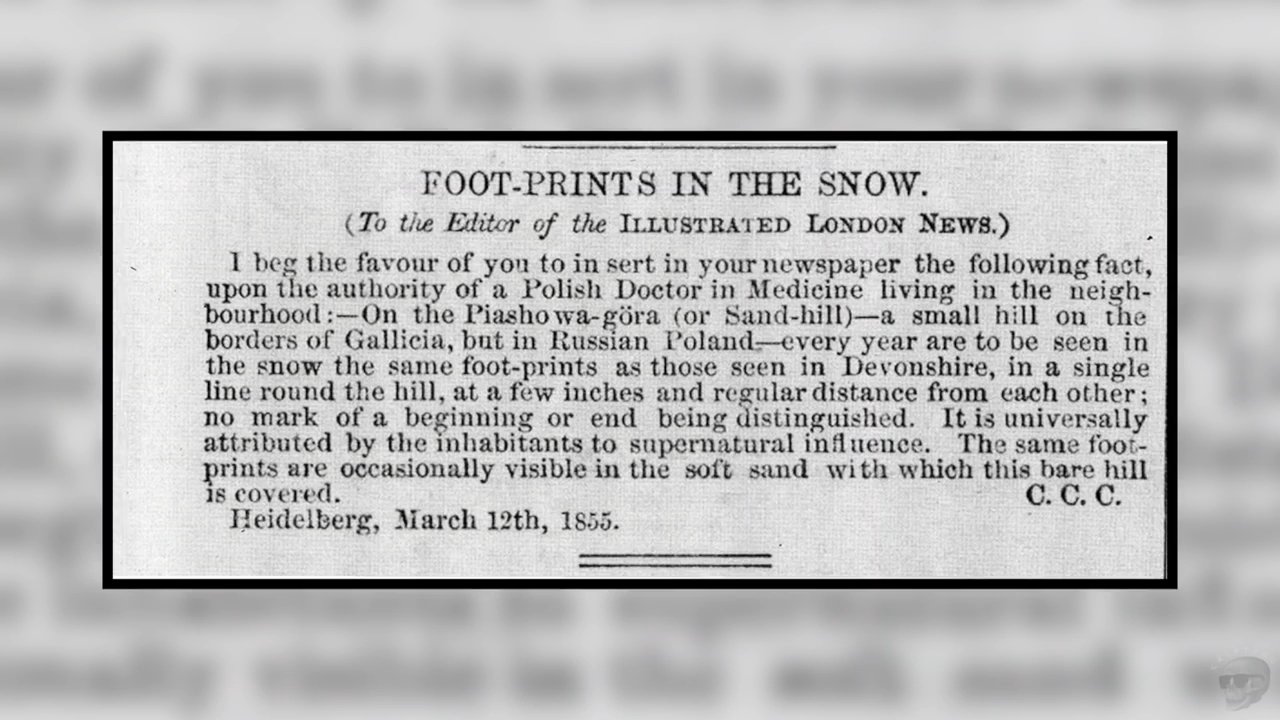 FOOT-PRINTS IN THE SNOW.
(To the Editor of the ILLUSTRATED LONDON NEWS.)
I beg the favour of you to in sert in your newspaper the following fact,
upon the authority of a Polish Doctor in Medicine living in the neigh-
bourhood:—On the Piashowa-göra (or Sand-hill)—a small hill on the
borders of Gallicia, but in Russian Poland—every year are to be seen in
the snow the same foot-prints as those seen in Devonshire, in a single
line round the hill, at a few inches and regular distance from each other;
no mark of a beginning or end being distinguished. It is universally
attributed by the inhabitants to supernatural influence. The same foot-
prints are occasionally visible in the soft sand with which this bare hill
is covered. C. C. C.
Heidelberg, March 12th, 1855.